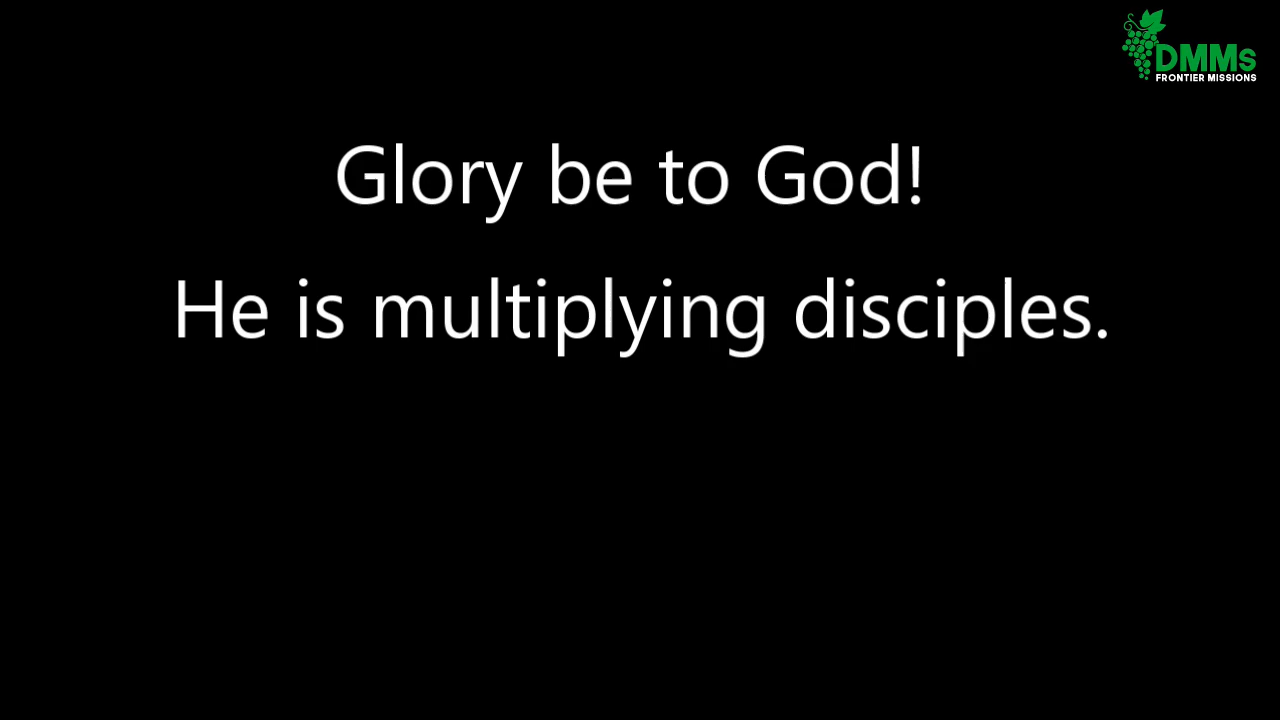 DMMs
FRONTIER MISSIONS
Glory be to God!
He is multiplying disciples.